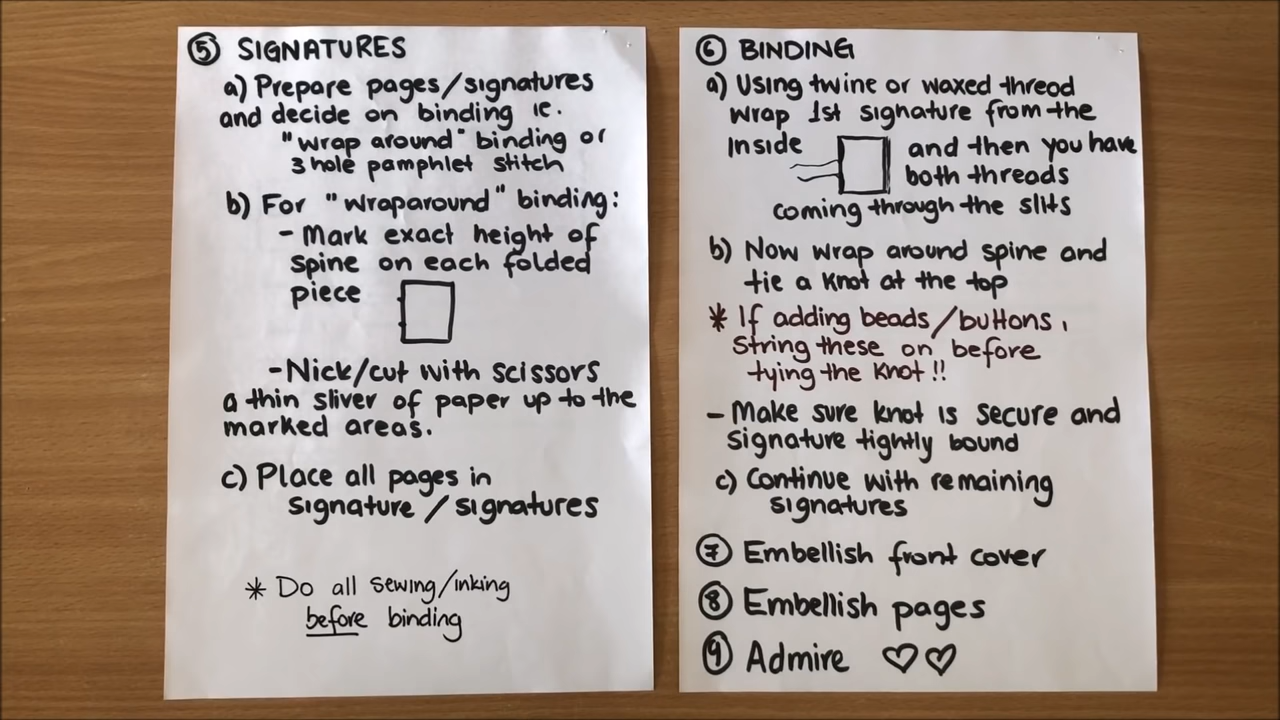 ⑤ SIGNATURES
a) Prepare pages/signatures
and decide on binding ie.
"wrap around" binding or
3 hole pamphlet stitch
b) For "wraparound" binding:
- Mark exact height of
spine on each folded
piece
- Nick/cut with scissors
a thin sliver of paper up to the
marked areas.
c) Place all pages in
signature / signatures
* Do all sewing/inking
before binding
⑥ BINDING
a) Using twine or waxed thread
wrap 1st signature from the
inside and then you have
both threads
coming through the slits
b) Now wrap around spine and
tie a knot at the top
* If adding beads/buttons,
string these on before
tying the knot!!
- Make sure knot is secure and
signature tightly bound
c) Continue with remaining
signatures
⑦ Embellish front cover
⑧ Embellish pages
⑨ Admire ♡♡